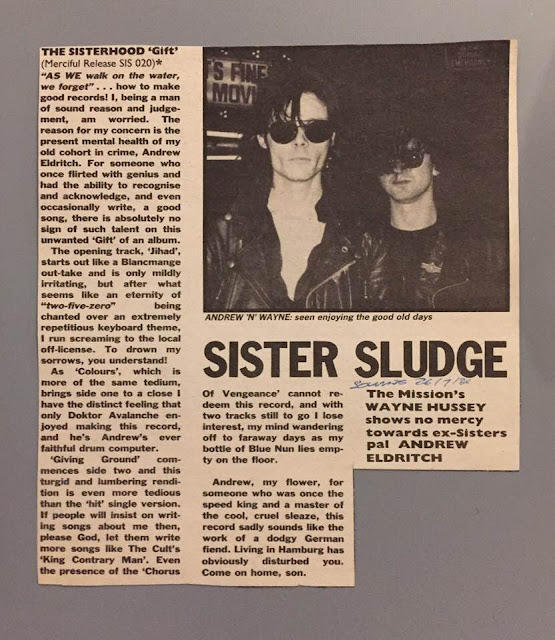 THE SISTERHOOD 'Gift'
(Merciful Release SIS 020)*
"AS WE walk on the water,
we forget" . . . how to make
good records! I, being a man
of sound reason and judge-
ment, am worried. The
reason for my concern is the
present mental health of my
old cohort in crime, Andrew
Eldritch. For someone who
once flirted with genius and
had the ability to recognise
and acknowledge, and even
occasionally write, a good
song, there is absolutely no
sign of such talent on this
unwanted 'Gift' of an album.
The opening track, 'Jihad',
starts out like a Blancmange
out-take and is only mildly
irritating, but after what
seems like an eternity of
"two-five-zero" being
chanted over an extremely
repetitious keyboard theme,
I run screaming to the local
off-license. To drown my
sorrows, you understand!
As 'Colours', which is
more of the same tedium,
brings side one to a close I
have the distinct feeling that
only Doktor Avalanche en-
joyed making this record,
and he's Andrew's ever
faithful drum computer.
'Giving Ground' com-
mences side two and this
turgid and lumbering rendi-
tion is even more tedious
than the 'hit' single version.
If people will insist on writ-
ing songs about me then,
please God, let them write
more songs like The Cult's
'King Contrary Man'. Even
the presence of the 'Chorus
'S FINE
MOVI
ANDREW 'N' WAYNE: seen enjoying the good old days
SISTER SLUDGE
Sounds 26/7/86
Of Vengeance' cannot re-
deem this record, and with
two tracks still to go I lose
interest, my mind wandering
off to faraway days as my
bottle of Blue Nun lies emp-
ty on the floor.
Andrew, my flower, for
someone who was once the
speed king and a master of
the cool, cruel sleaze, this
record sadly sounds like the
work of a dodgy German
fiend. Living in Hamburg has
obviously disturbed you.
Come on home, son.
The Mission's
WAYNE HUSSEY
shows no mercy
towards ex-Sisters
pal ANDREW
ELDRITCH